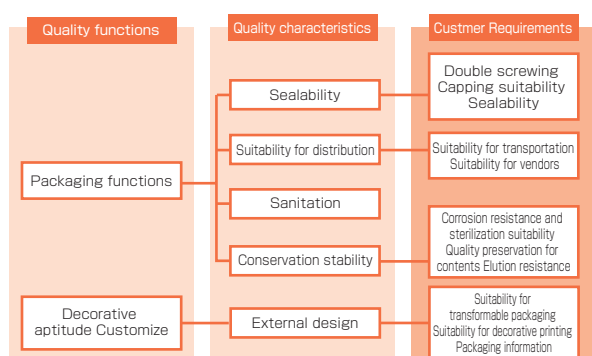 Quality functions
Quality characteristics
Custmer Requirements
Packaging functions
Decorative
aptitude Customize
Sealability
Suitability for distribution
Sanitation
Conservation stability
External design
Double screwing
Capping suitability
Sealability
Suitability for transportation
Suitability for vendors
Corrosion resistance and
sterilization suitability
Quality preservation for
contents Elution resistance
Suitability for
transformable packaging
Suitability for decorative printing
Packaging information